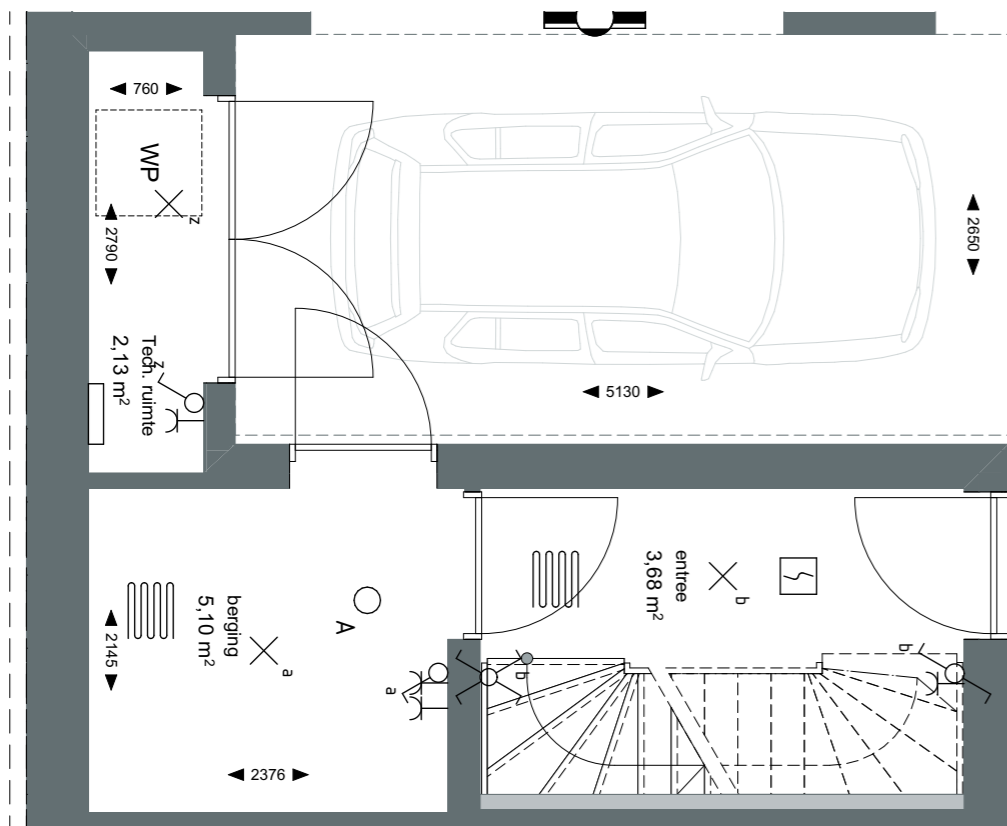 760
WP
z
2790
2650
Tech. ruimte
2,13 m²
z
5130
entree
3,68 m²
b
berging
5,10 m²
a
A
2145
a
b
b
2376